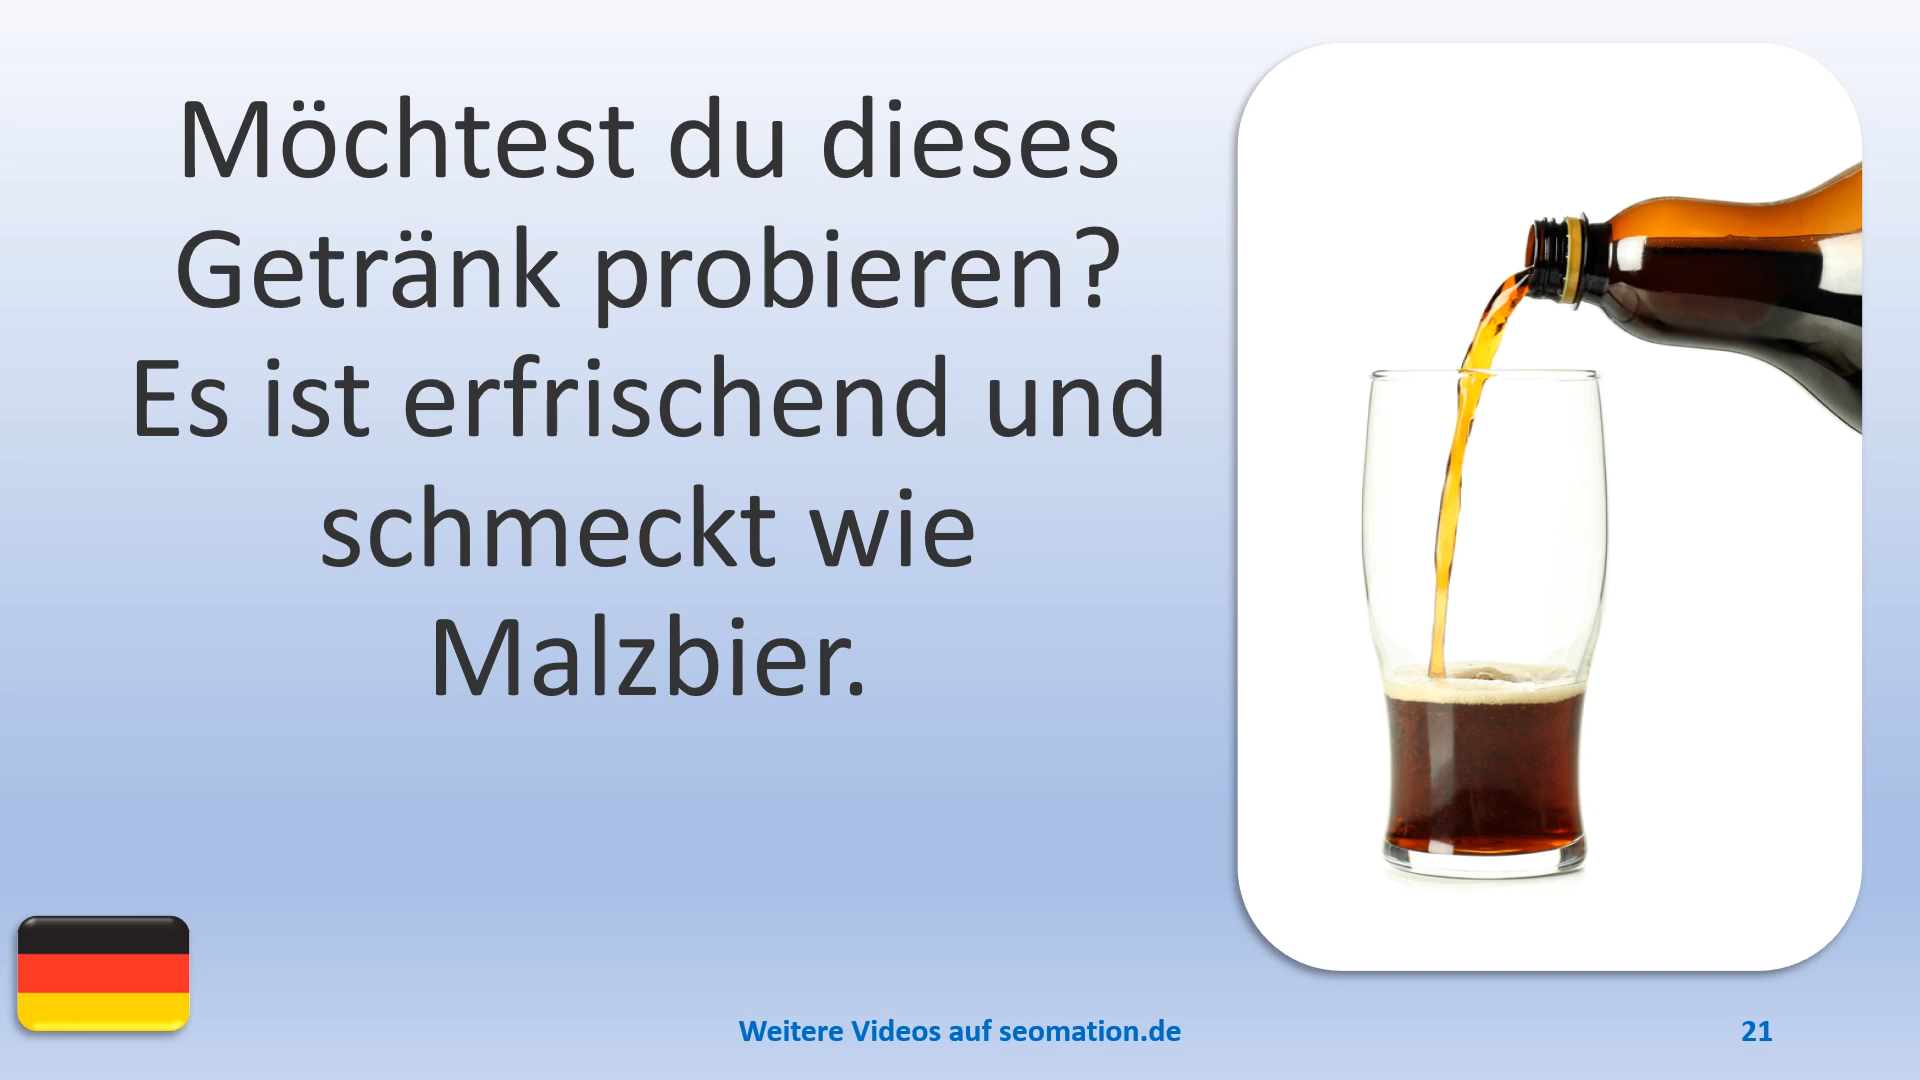 Möchtest du dieses
Getränk probieren?
Es ist erfrischend und
schmeckt wie
Malzbier.
Weitere Videos auf seomation.de
21